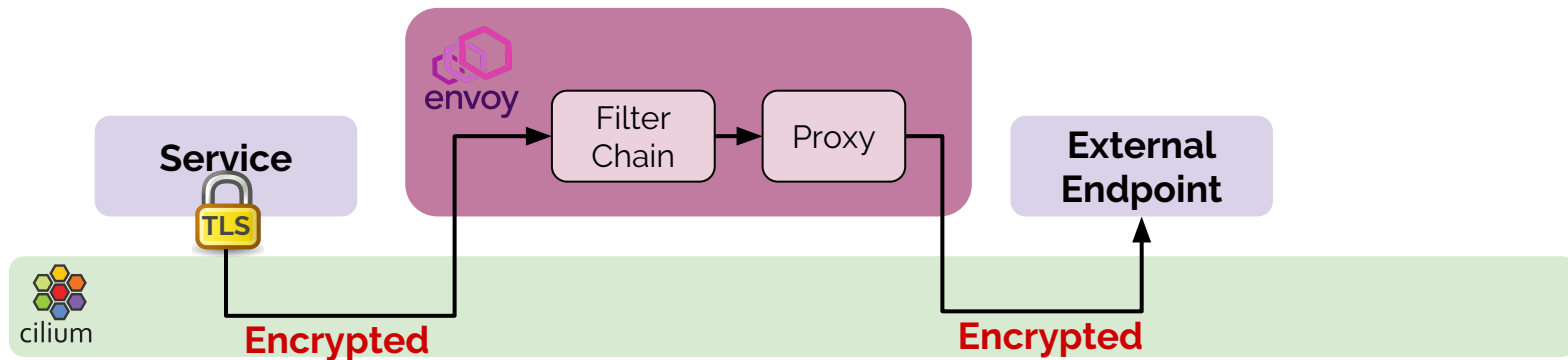 envoy
Filter
Chain
Proxy
Service
TLS
External
Endpoint
cilium
Encrypted
Encrypted